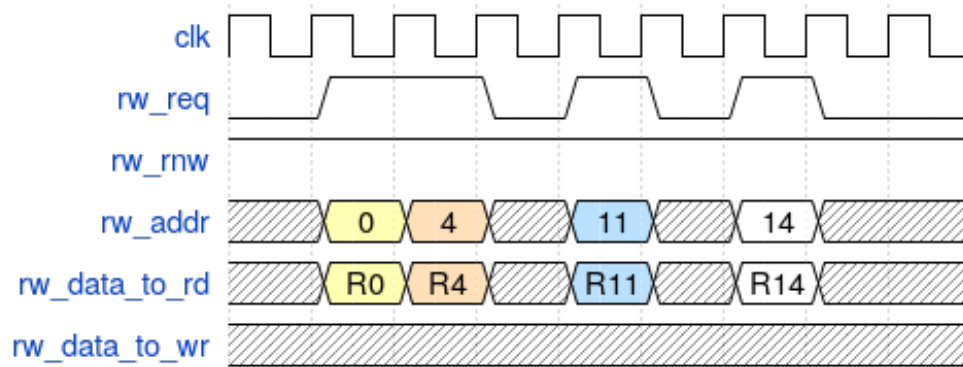 clk
rw_req
rw_rnw
rw_addr 0 4 11 14
rw_data_to_rd R0 R4 R11 R14
rw_data_to_wr